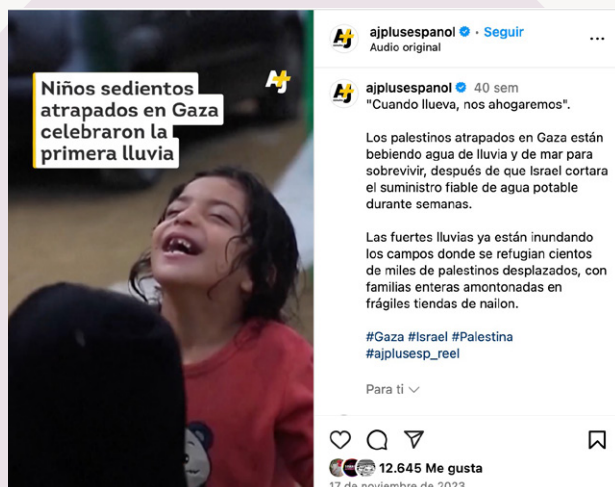 Niños sedientos
atrapados en Gaza
celebraron la
primera lluvia
ajplusespanol · Seguir
Audio original
ajplusespanol 40 sem
"Cuando llueva, nos ahogaremos".
Los palestinos atrapados en Gaza están
bebiendo agua de lluvia y de mar para
sobrevivir, después de que Israel cortara
el suministro fiable de agua potable
durante semanas.
Las fuertes lluvias ya están inundando
los campos donde se refugian cientos
de miles de palestinos desplazados, con
familias enteras amontonadas en
frágiles tiendas de nailon.
#Gaza #Israel #Palestina
#ajplusesp_reel
Para ti
12.645 Me gusta
17 de noviembre de 2023